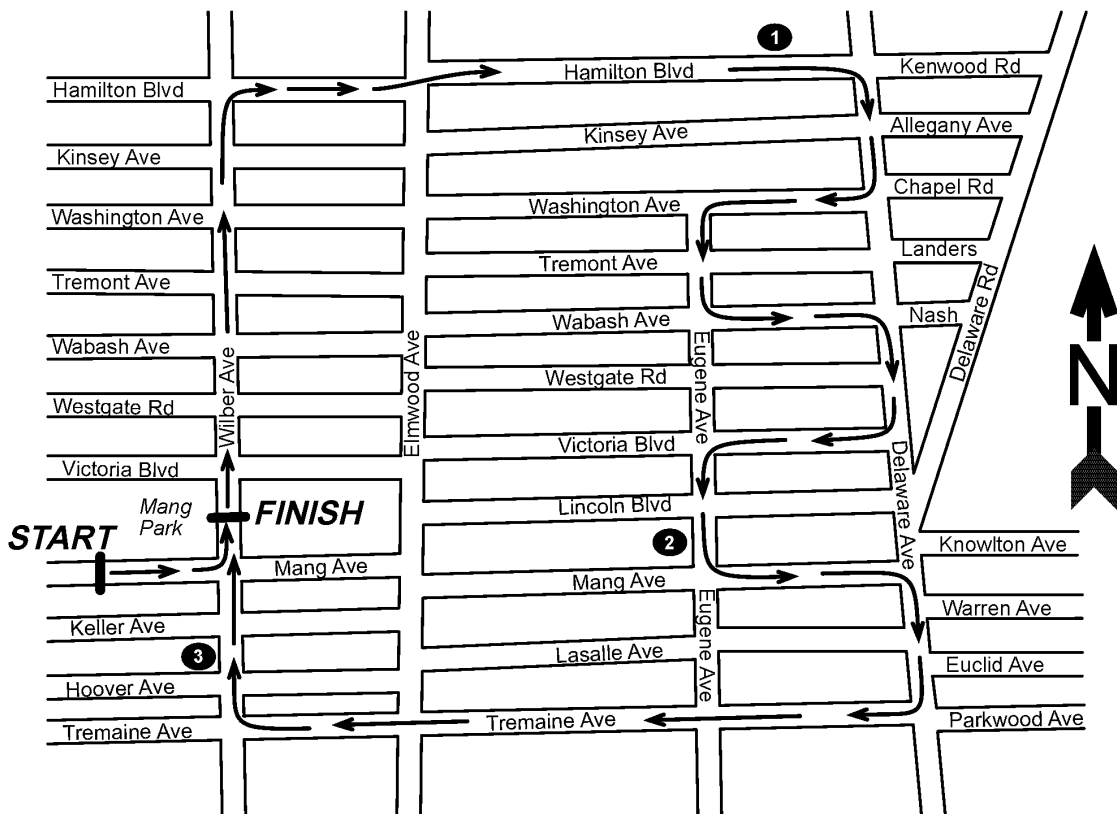 1
Hamilton Blvd
Kenwood Rd
Hamilton Blvd
Kinsey Ave
Allegany Ave
Kinsey Ave
Chapel Rd
Washington Ave
Washington Ave
Landers
Tremont Ave
Tremont Ave
Delaware Rd
Nash
Wabash Ave
Wabash Ave
Wilber Ave
Elmwood Ave
Eugene Ave
Westgate Rd
Westgate Rd
N
Victoria Blvd
Victoria Blvd
Delaware Ave
Mang
Park
Lincoln Blvd
FINISH
START
2
Knowlton Ave
Mang Ave
Mang Ave
Eugene Ave
Warren Ave
Keller Ave
3
Lasalle Ave
Euclid Ave
Hoover Ave
Tremaine Ave
Tremaine Ave
Parkwood Ave